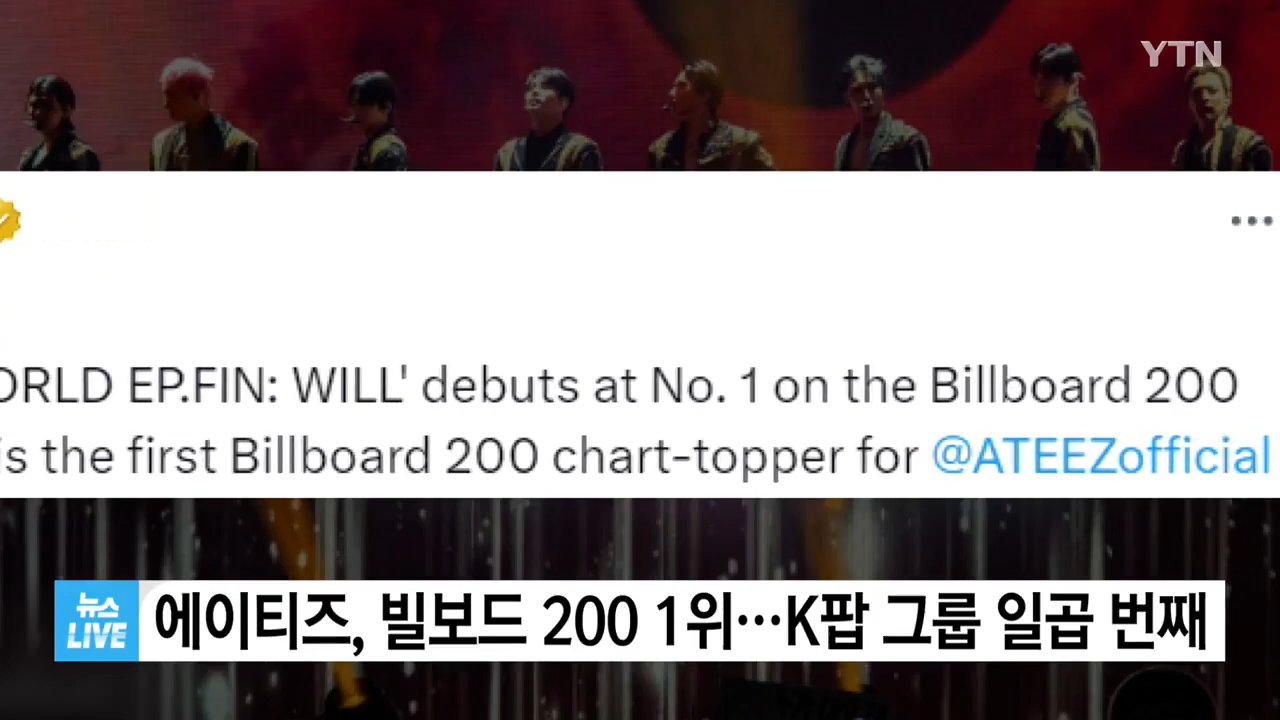 YTN
ORLD EP.FIN: WILL' debuts at No. 1 on the Billboard 200
is the first Billboard 200 chart-topper for @ATEEZofficial
뉴스
LIVE
에이티즈, 빌보드 200 1위…K팝 그룹 일곱 번째